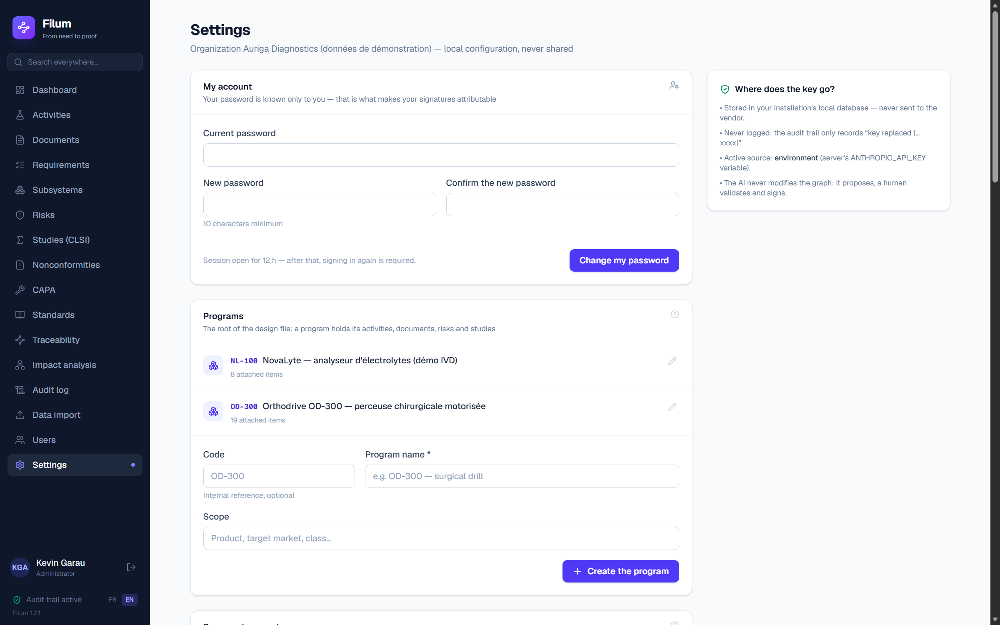 Filum
From need to proof
Search everywhere...
Dashboard
Activities
Documents
Requirements
Subsystems
Risks
Studies (CLSI)
Nonconformities
CAPA
Standards
Traceability
Impact analysis
Audit log
Data import
Users
Settings
KGA
Kevin Garau
Administrator
Audit trail active
FR
EN
Filum 1.2.1
Settings
Organization Auriga Diagnostics (données de démonstration) — local configuration, never shared
My account
Your password is known only to you — that is what makes your signatures attributable
Current password
New password
Confirm the new password
10 characters minimum
Session open for 12 h — after that, signing in again is required.
Change my password
Programs
The root of the design file: a program holds its activities, documents, risks and studies
NL-100 NovaLyte — analyseur d'électrolytes (démo IVD)
8 attached items
OD-300 Orthodrive OD-300 — perceuse chirurgicale motorisée
19 attached items
Code
Program name *
OD-300
e.g. OD-300 — surgical drill
Internal reference, optional
Scope
Product, target market, class...
Create the program
Where does the key go?
• Stored in your installation's local database — never sent to the
vendor.
• Never logged: the audit trail only records “key replaced (...
xxxx)”.
• Active source: environment (server's ANTHROPIC_API_KEY
variable).
• The AI never modifies the graph: it proposes, a human
validates and signs.